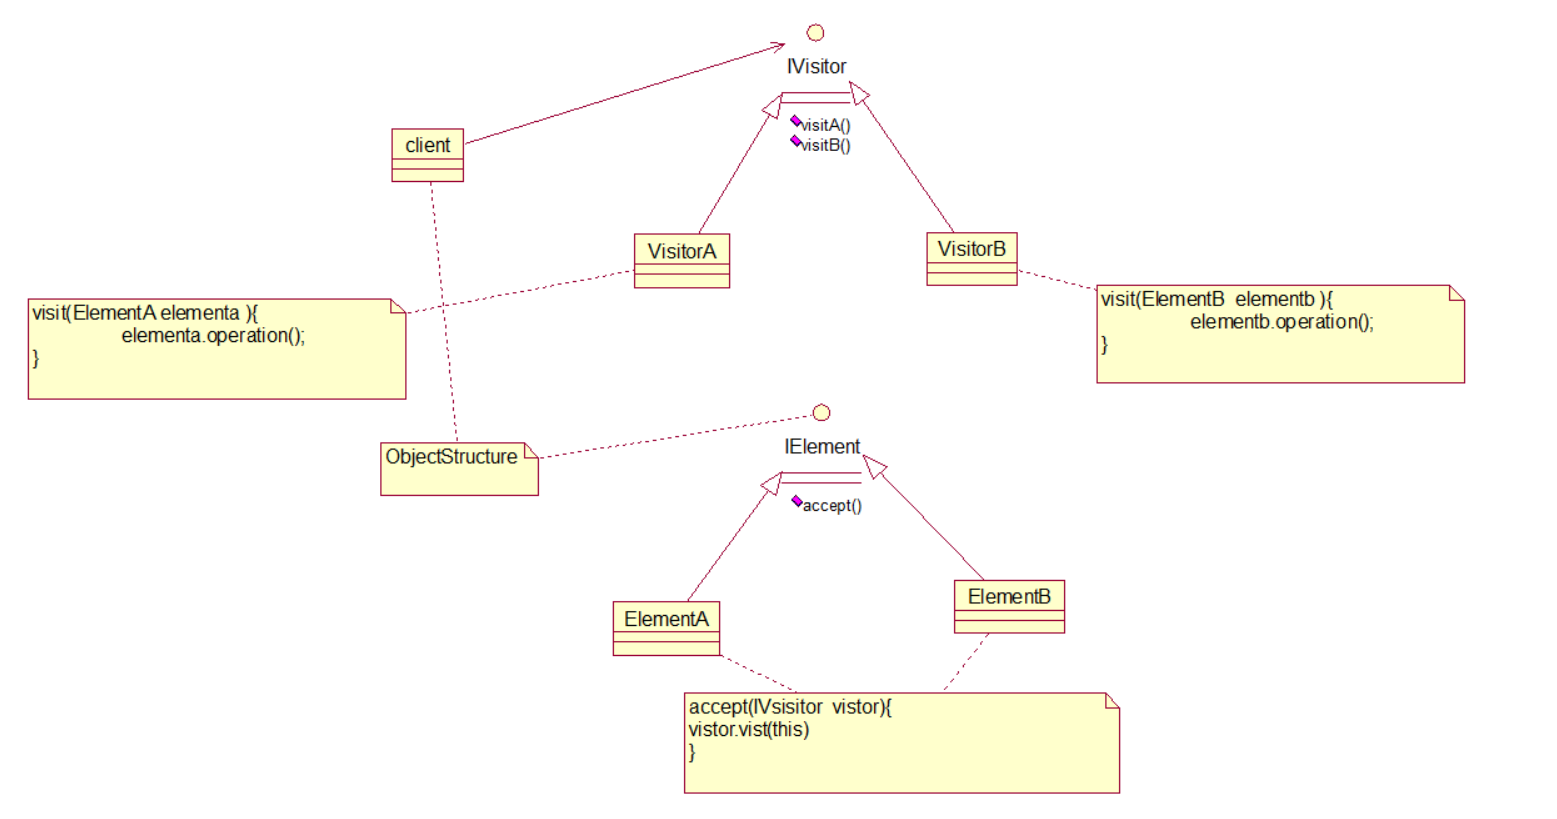 IVisitor
visitA()
visitB()
client
VisitorA
VisitorB
visit(ElementA elementa ){
elementa.operation();
}
visit(ElementB elementb ){
elementb.operation();
}
ObjectStructure
IElement
accept()
ElementA
ElementB
accept(IVsisitor vistor){
vistor.vist(this)
}